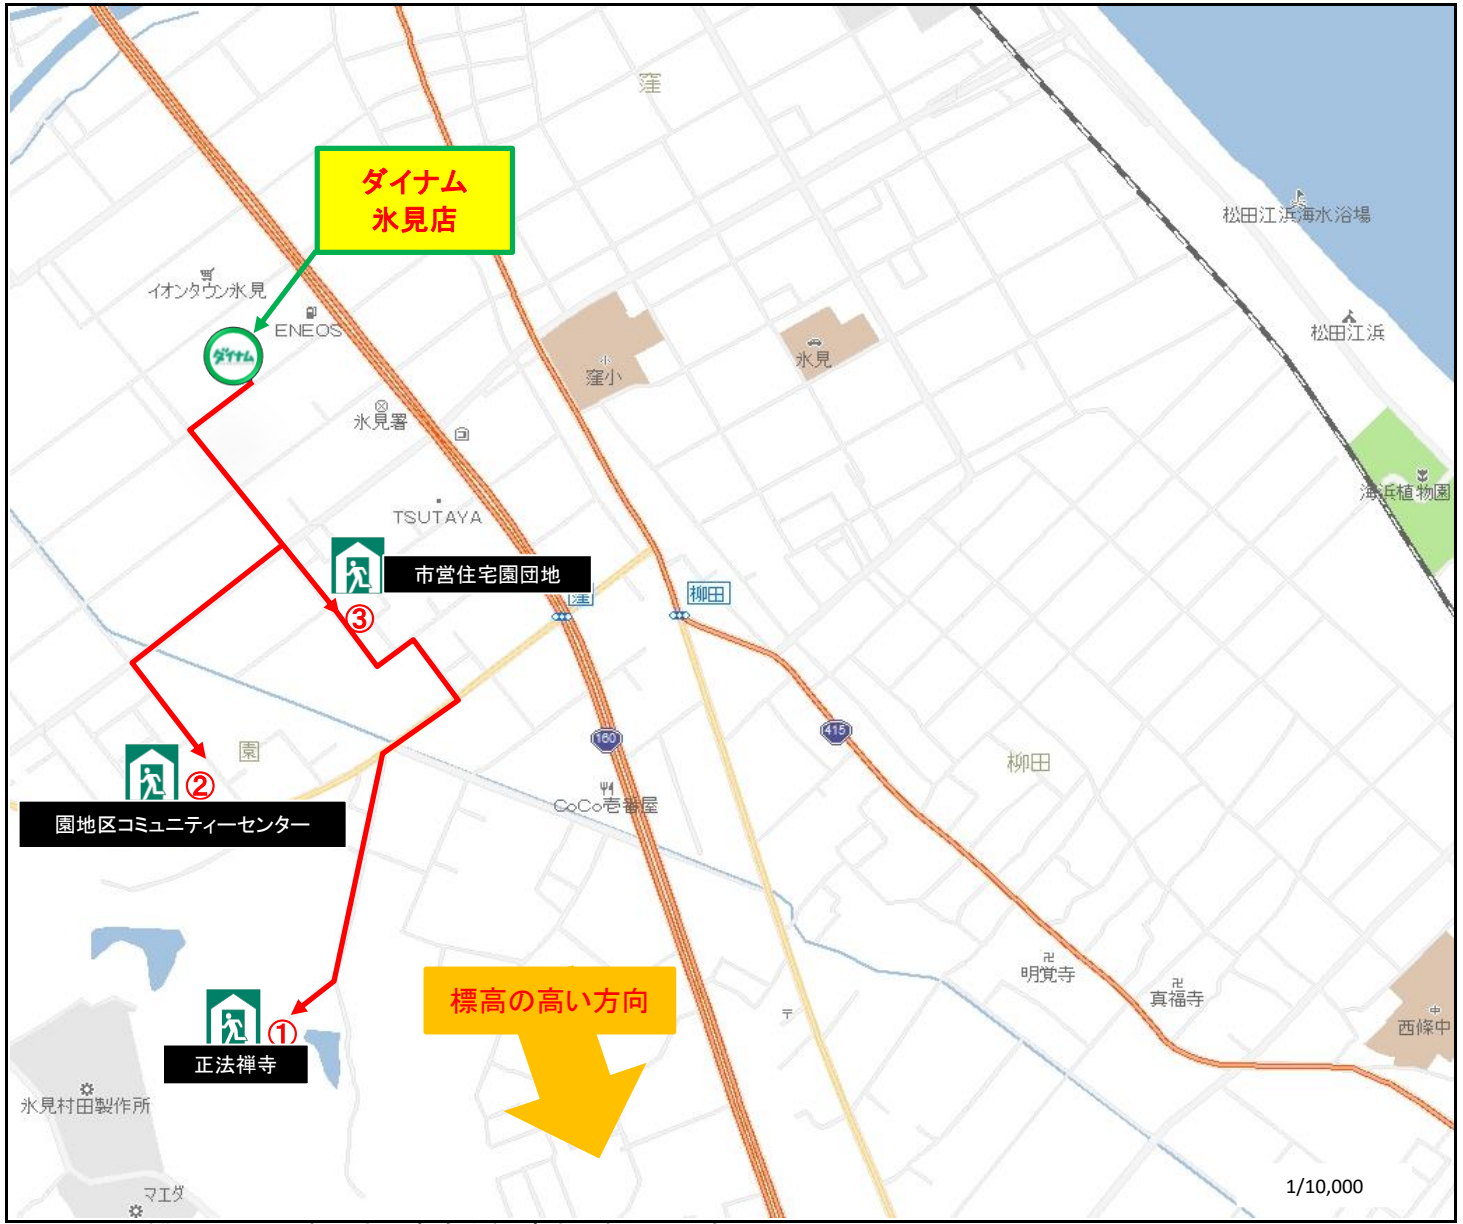 窪
ダイナム
氷見店
松田江浜海水浴場
イオンタウン氷見
ENEOS
松田江浜
ダイナム
小
窪小
氷見
氷見署
海浜植物園
TSUTAYA
市営住宅園団地
③
窪
柳田
園
160
415
柳田
②
CoCo壱番屋
園地区コミュニティーセンター
卍
明覚寺
卍
真福寺
標高の高い方向
〒
中
西條中
①
正法禅寺
氷見村田製作所
マエダ
1/10,000